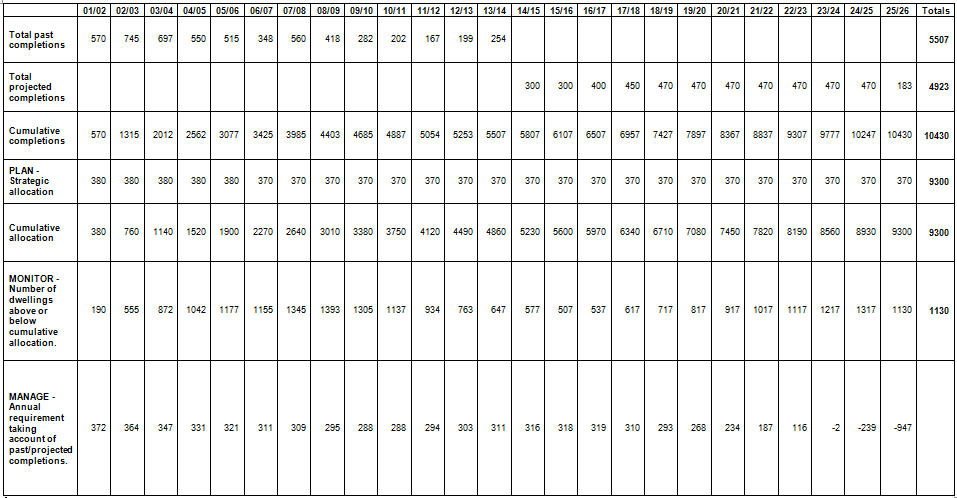 01/02 02/03 03/04 04/05 05/06 06/07 07/08 08/09 09/10 10/11 11/12 12/13 13/14 14/15 15/16 16/17 17/18 18/19 19/20 20/21 21/22 22/23 23/24 24/25 25/26 Totals
Total past
completions
570 745 697 550 515 348 560 418 282 202 167 199 254 5507
Total
projected
completions
300 300 400 450 470 470 470 470 470 470 470 183 4923
Cumulative
completions
570 1315 2012 2562 3077 3425 3985 4403 4685 4887 5054 5253 5507 5807 6107 6507 6957 7427 7897 8367 8837 9307 9777 10247 10430 10430
PLAN -
Strategic
allocation
380 380 380 380 380 370 370 370 370 370 370 370 370 370 370 370 370 370 370 370 370 370 370 370 370 9300
Cumulative
allocation
380 760 1140 1520 1900 2270 2640 3010 3380 3750 4120 4490 4860 5230 5600 5970 6340 6710 7080 7450 7820 8190 8560 8930 9300 9300
MONITOR -
Number of
dwellings
above or
below
cumulative
allocation.
190 555 872 1042 1177 1155 1345 1393 1305 1137 934 763 647 577 507 537 617 717 817 917 1017 1117 1217 1317 1130 1130
MANAGE -
Annual
requirement
taking
account of
past/projected
completions.
372 364 347 331 321 311 309 295 288 288 294 303 311 316 318 319 310 293 268 234 187 116 -2 -239 -947